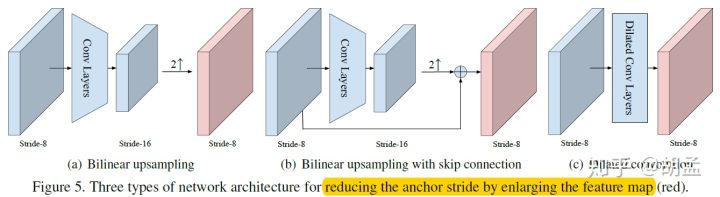 Conv Layers
2↑
Stride-8
Stride-16
Stride-8
(a) Bilinear upsampling
Conv Layers
2↑
Stride-8
Stride-16
Stride-8
(b) Bilinear upsampling with skip connection
Dilated Conv Layers
Stride-8
Stride-8
(c) Dilated convolution
知乎 @胡孟
Figure 5. Three types of network architecture for reducing the anchor stride by enlarging the feature map (red).